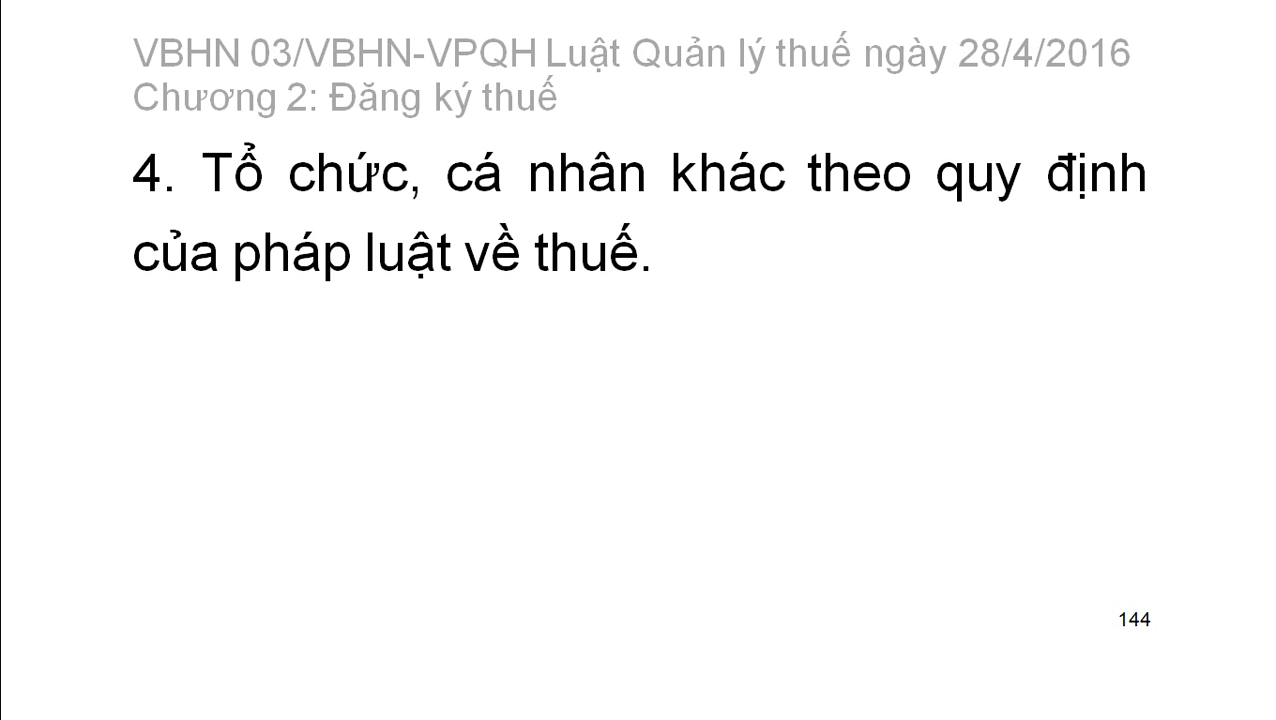 VBHN 03/VBHN-VPQH Luật Quản lý thuế ngày 28/4/2016
Chương 2: Đăng ký thuế
4. Tổ chức, cá nhân khác theo quy định
của pháp luật về thuế.
144